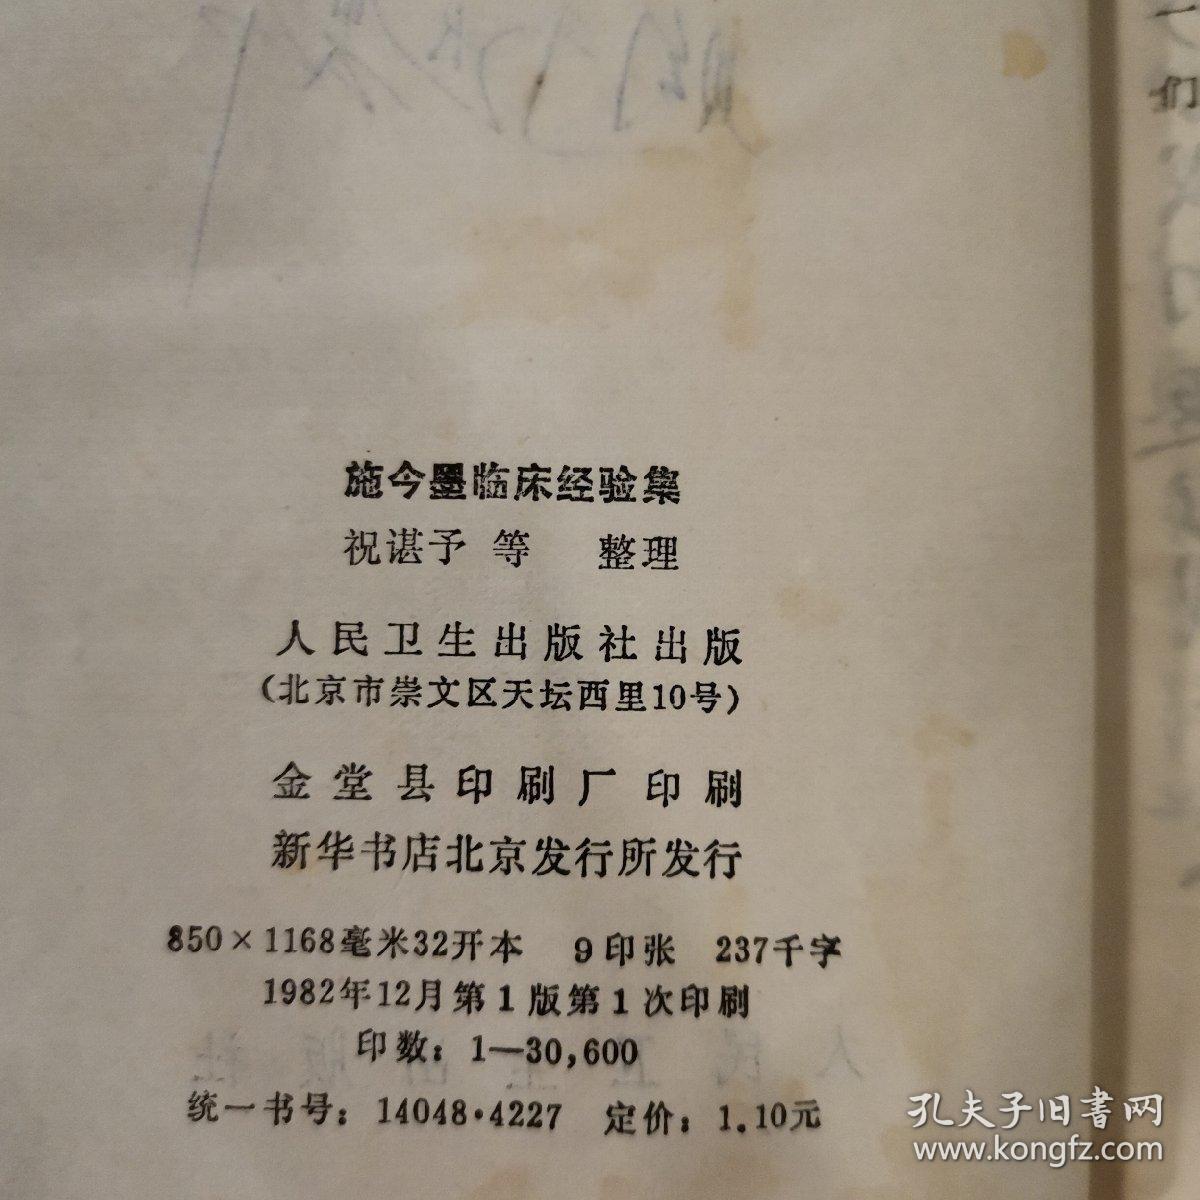 施今墨临床经验集
祝谌予 等 整理
人民卫生出版社出版
(北京市崇文区天坛西里10号)
金堂县印刷厂印刷
新华书店北京发行所发行
850×1168毫米32开本 9印张 237千字
1982年12月第1版第1次印刷
印数：1—30,600
统一书号：14048·4227 定价：1.10元
们
孔夫子旧書网
www.kongfz.com